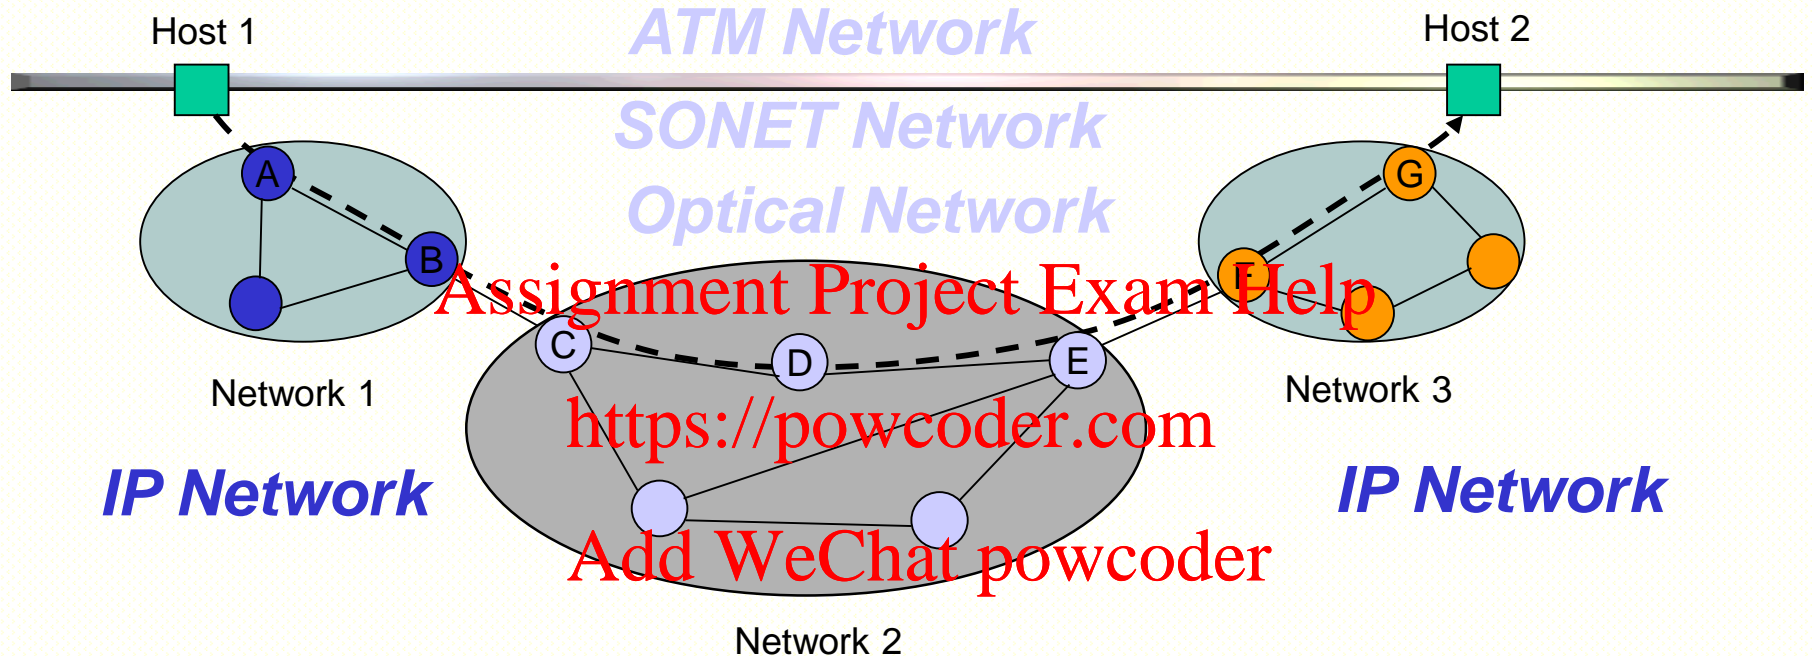 ATM Network
Host 1
Host 2
SONET Network
Optical Network
A
G
B
F
Assignment Project Exam Help
C
D
E
Network 1
Network 3
https://powcoder.com
IP Network
IP Network
Add WeChat powcoder
Network 2